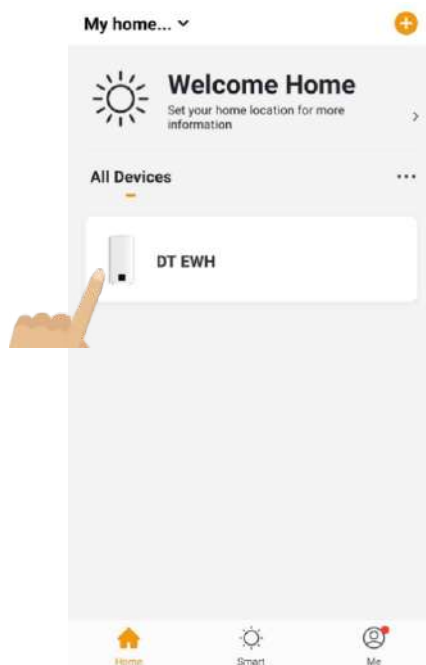 My home...
Welcome Home
Set your home location for more
information
All Devices
DT EWH
Home
Smart
Me